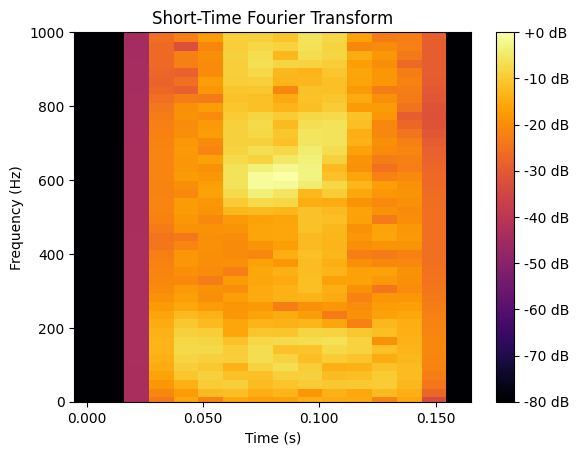 Short-Time Fourier Transform
Frequency (Hz)
1000
800
600
400
200
0
0.000
0.050
0.100
0.150
Time (s)
+0 dB
-10 dB
-20 dB
-30 dB
-40 dB
-50 dB
-60 dB
-70 dB
-80 dB